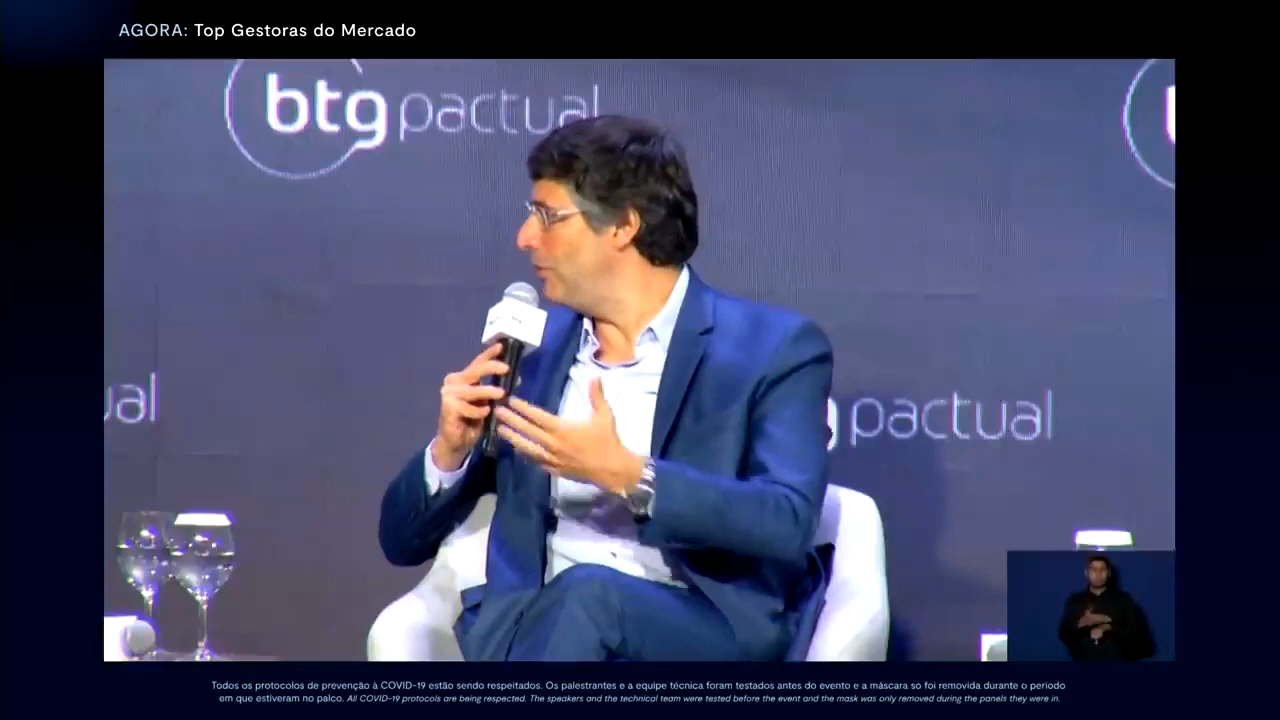 AGORA: Top Gestoras do Mercado
btg pactual
ual
g pactual
Todos os protocolos de prevenção à COVID-19 estão sendo respeitados. Os palestrantes e a equipe técnica foram testados antes do evento e a máscara so foi removida durante o periodo
em que estiveram no palco. All COVID-19 protocols are being respected. The speakers and the technical team were tested before the event and the mask was only removed during the panels they were in.